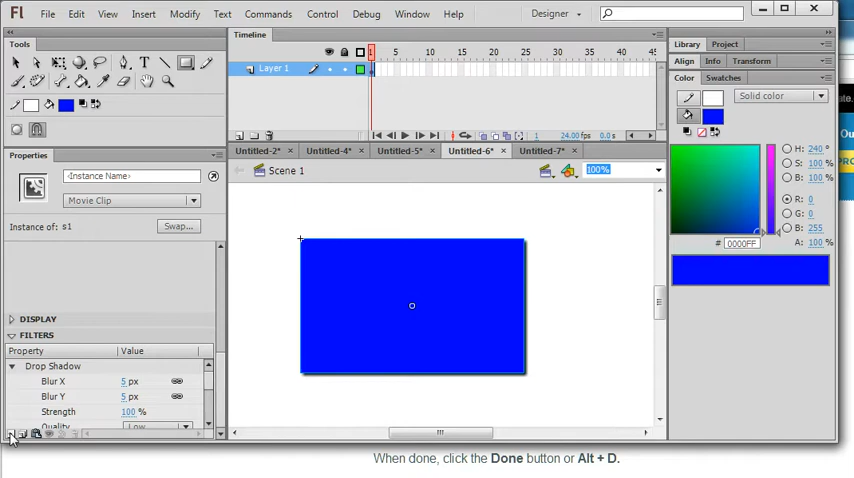 Fl File Edit View Insert Modify Text Commands Control Debug Window Help Designer
Tools
Timeline
Library Project
1 5 10 15 20 25 30 35 40 45
Layer 1
Align Info Transform
Color Swatches
Solid color
1 24.00 fps 0.0 s
Untitled-2* × Untitled-4* × Untitled-5* × Untitled-6* × Untitled-7* ×
Scene 1 100%
Properties
<Instance Name>
Movie Clip
Instance of: s1 Swap...
H: 240 °
S: 100 %
B: 100 %
R: 0
G: 0
B: 255
# 0000FF A: 100 %
DISPLAY
FILTERS
Property Value
Drop Shadow
Blur X 5 px
Blur Y 5 px
Strength 100 %
Quality Low
When done, click the Done button or Alt + D.